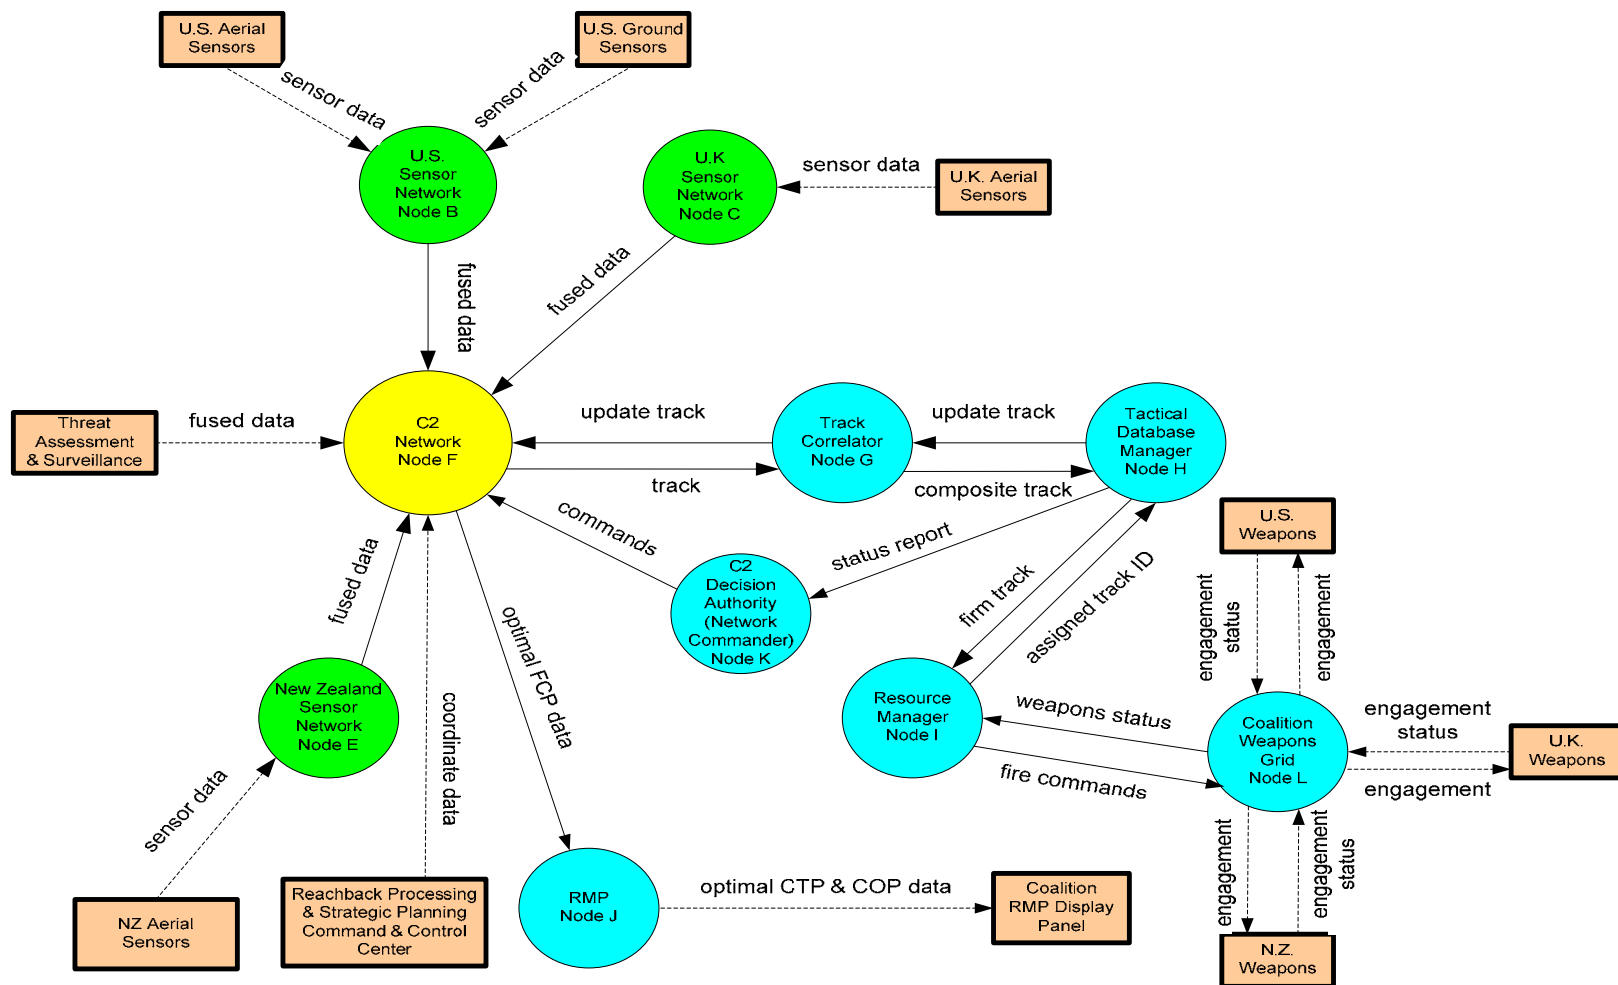 U.S. Aerial
Sensors
U.S. Ground
Sensors
sensor data
sensor data
U.S.
Sensor
Network
Node B
U.K
Sensor
Network
Node C
sensor data
U.K. Aerial
Sensors
fused data
fused data
Threat
Assessment
& Surveillance
fused data
C2
Network
Node F
update track
track
Track
Correlator
Node G
update track
composite track
Tactical
Database
Manager
Node H
commands
status report
C2
Decision
Authority
(Network
Commander)
Node K
firm track
assigned track ID
U.S.
Weapons
engagement
status
engagement
fused data
New Zealand
Sensor
Network
Node E
coordinate data
optimal FCP data
Resource
Manager
Node I
weapons status
fire commands
Coalition
Weapons
Grid
Node L
engagement
status
engagement
U.K.
Weapons
sensor data
NZ Aerial
Sensors
Reachback Processing
& Strategic Planning
Command & Control
Center
RMP
Node J
optimal CTP & COP data
Coalition
RMP Display
Panel
engagement
engagement
status
N.Z.
Weapons